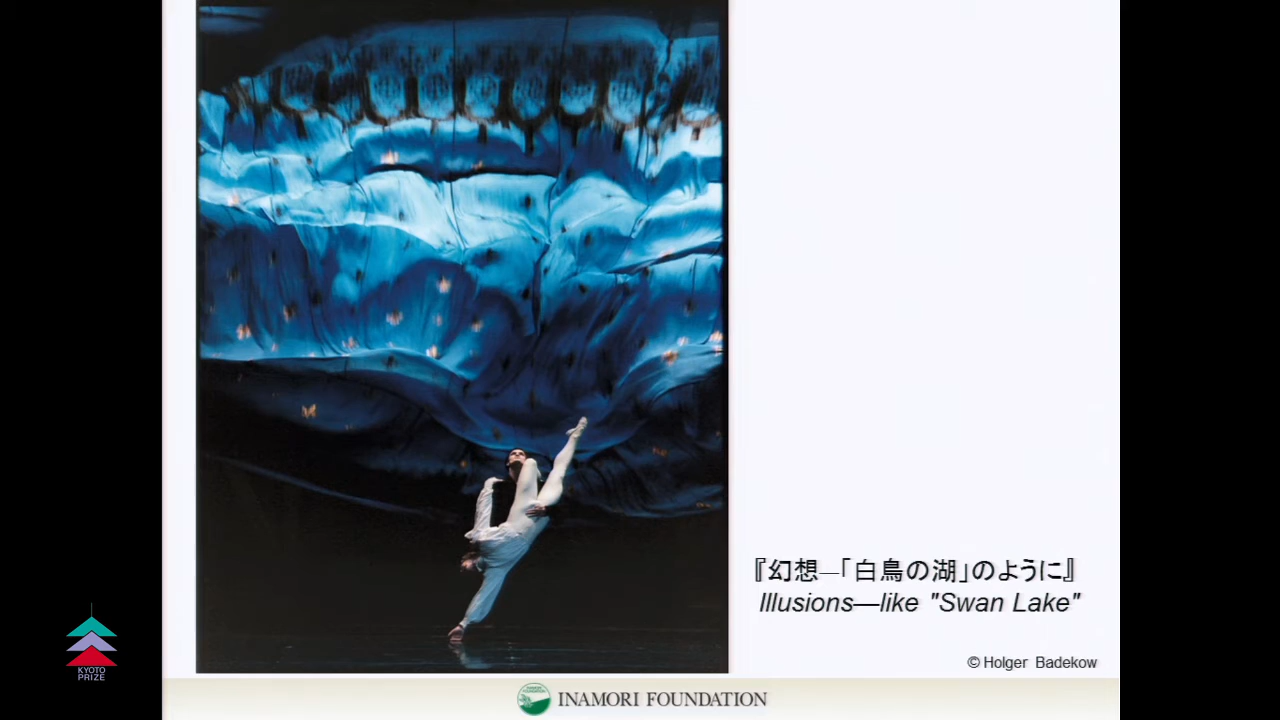 『幻想―「白鳥の湖」のように』
Illusions—like "Swan Lake"
© Holger Badekow
KYOTO
PRIZE
INAMORI FOUNDATION